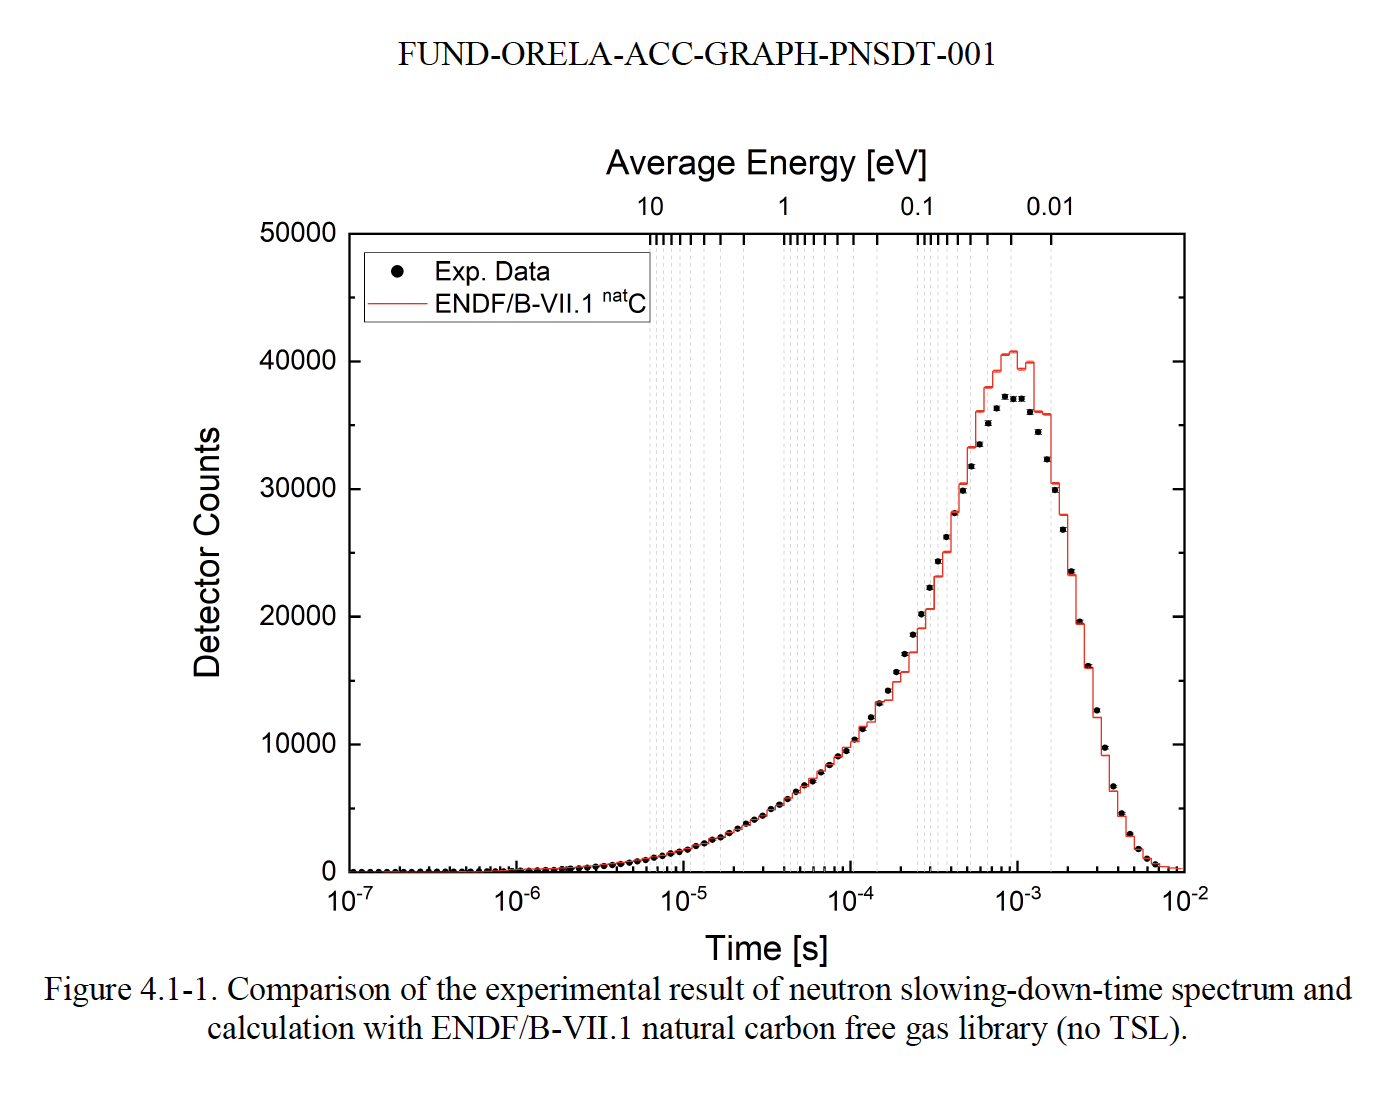 FUND-ORELA-ACC-GRAPH-PNSDT-001
Average Energy [eV]
10 1 0.1 0.01
50000
Exp. Data
ENDF/B-VII.1 ⁿᵃᵗC
40000
30000
20000
10000
0
Detector Counts
10⁻⁷ 10⁻⁶ 10⁻⁵ 10⁻⁴ 10⁻³ 10⁻²
Time [s]
Figure 4.1-1. Comparison of the experimental result of neutron slowing-down-time spectrum and
calculation with ENDF/B-VII.1 natural carbon free gas library (no TSL).